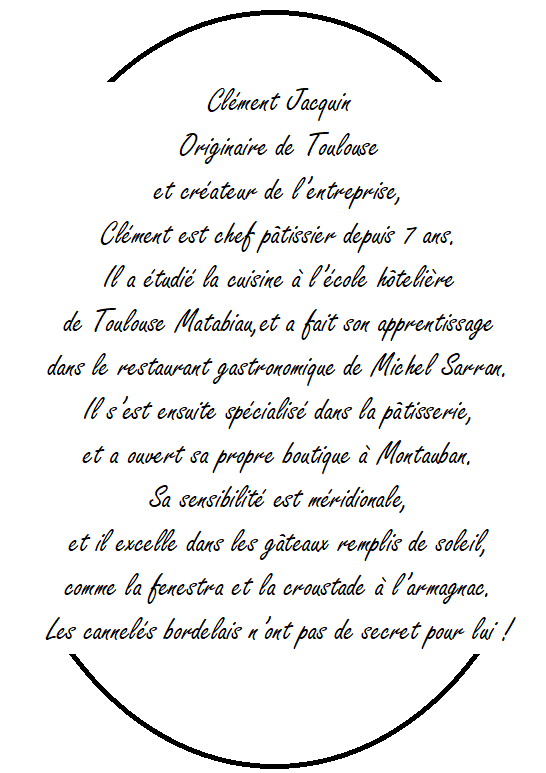 Clément Jacquin
Originaire de Toulouse
et créateur de l'entreprise,
Clément est chef pâtissier depuis 7 ans.
Il a étudié la cuisine à l'école hôtelière
de Toulouse Matabiau,et a fait son apprentissage
dans le restaurant gastronomique de Michel Sarran.
Il s'est ensuite spécialisé dans la pâtisserie,
et a ouvert sa propre boutique à Montauban.
Sa sensibilité est méridionale,
et il excelle dans les gâteaux remplis de soleil,
comme la fenestra et la croustade à l'armagnac.
Les cannelés bordelais n'ont pas de secret pour lui !